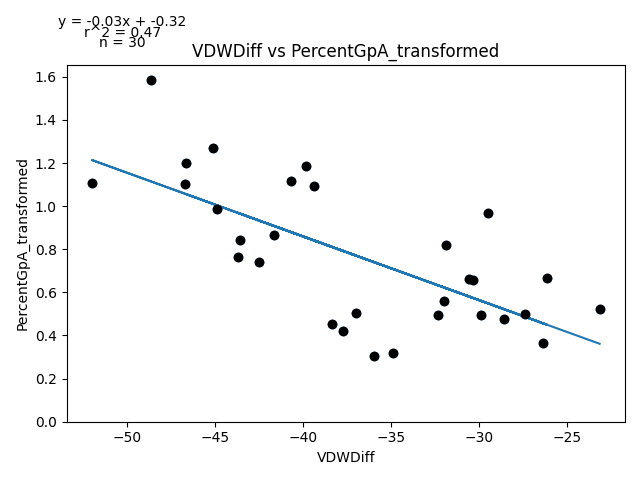 y = -0.03x + -0.32
r^2 = 0.47
n = 30
VDWDiff vs PercentGpA_transformed
PercentGpA_transformed
1.6
1.4
1.2
1.0
0.8
0.6
0.4
0.2
0.0
−50
−45
−40
−35
−30
−25
VDWDiff